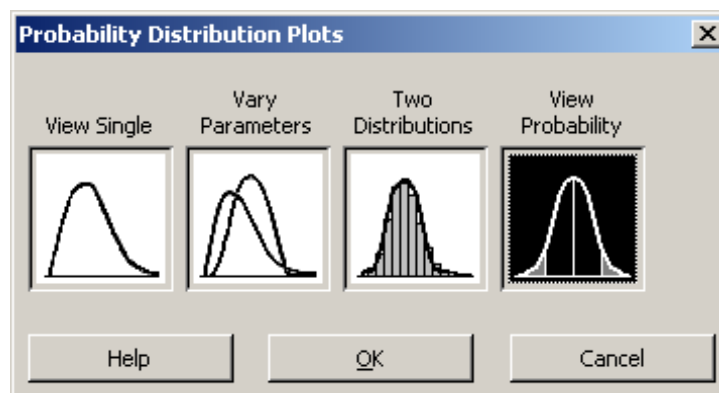 Probability Distribution Plots
View Single
Vary
Parameters
Two
Distributions
View
Probability
Help
OK
Cancel